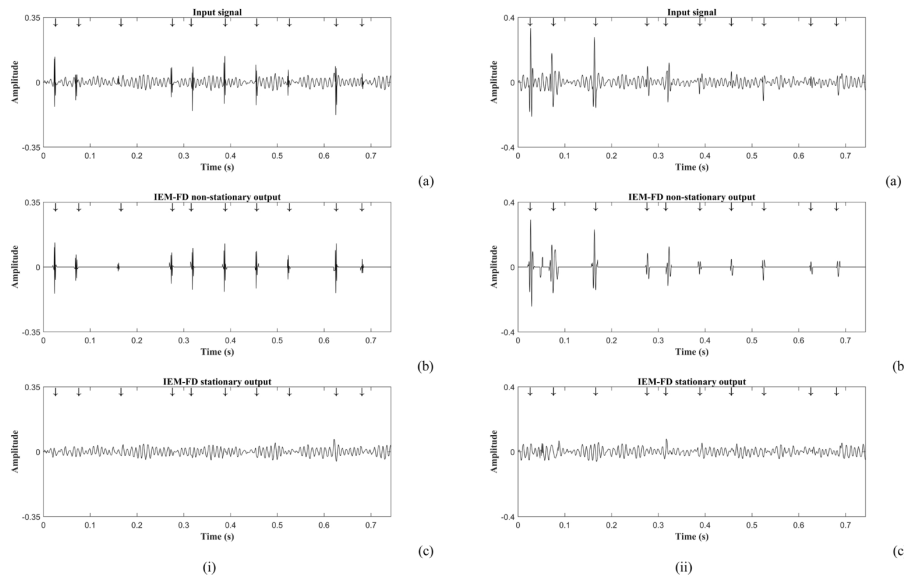 Input signal
0.35
↓ ↓ ↓ ↓ ↓ ↓ ↓ ↓ ↓ ↓
Amplitude
0
-0.35
0 0.1 0.2 0.3 0.4 0.5 0.6 0.7
Time (s)
(a)
IEM-FD non-stationary output
0.35
↓ ↓ ↓ ↓ ↓ ↓ ↓ ↓ ↓ ↓
Amplitude
0
-0.35
0 0.1 0.2 0.3 0.4 0.5 0.6 0.7
Time (s)
(b)
IEM-FD stationary output
0.35
↓ ↓ ↓ ↓ ↓ ↓ ↓ ↓ ↓ ↓
Amplitude
0
-0.35
0 0.1 0.2 0.3 0.4 0.5 0.6 0.7
Time (s)
(c)
(i)
Input signal
0.4
↓ ↓ ↓ ↓ ↓ ↓ ↓ ↓ ↓ ↓
Amplitude
0
-0.4
0 0.1 0.2 0.3 0.4 0.5 0.6 0.7
Time (s)
(a)
IEM-FD non-stationary output
0.4
↓ ↓ ↓ ↓ ↓ ↓ ↓ ↓ ↓ ↓
Amplitude
0
-0.4
0 0.1 0.2 0.3 0.4 0.5 0.6 0.7
Time (s)
(b
IEM-FD stationary output
0.4
↓ ↓ ↓ ↓ ↓ ↓ ↓ ↓ ↓ ↓
Amplitude
0
-0.4
0 0.1 0.2 0.3 0.4 0.5 0.6 0.7
Time (s)
(c
(ii)